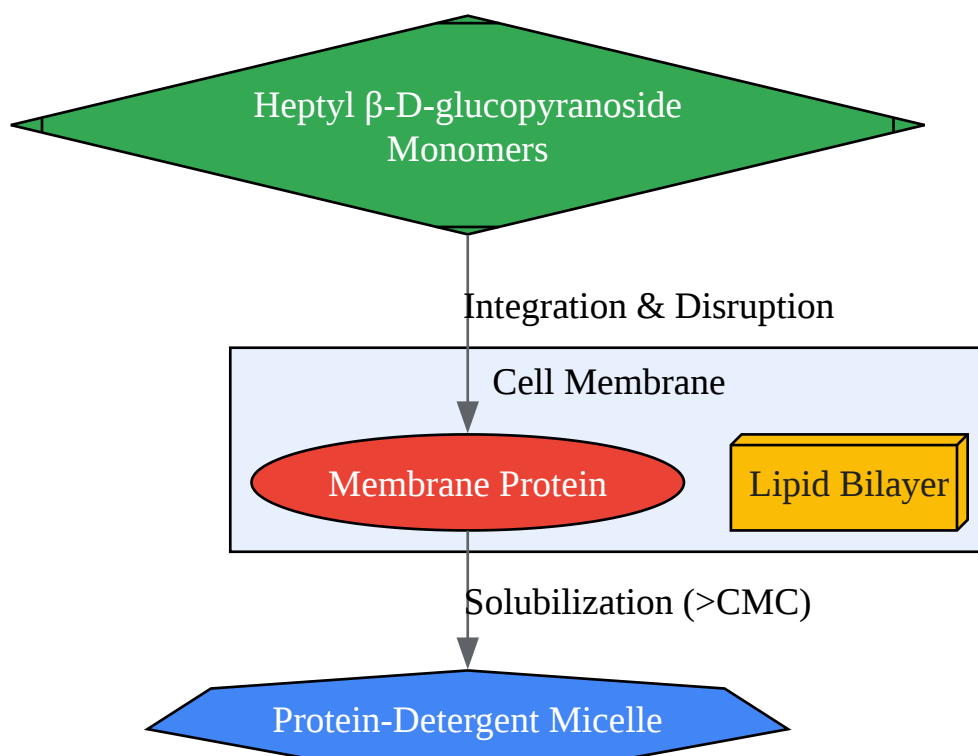 Heptyl β-D-glucopyranoside
Monomers
Integration & Disruption
Cell Membrane
Membrane Protein
Lipid Bilayer
Solubilization (>CMC)
Protein-Detergent Micelle